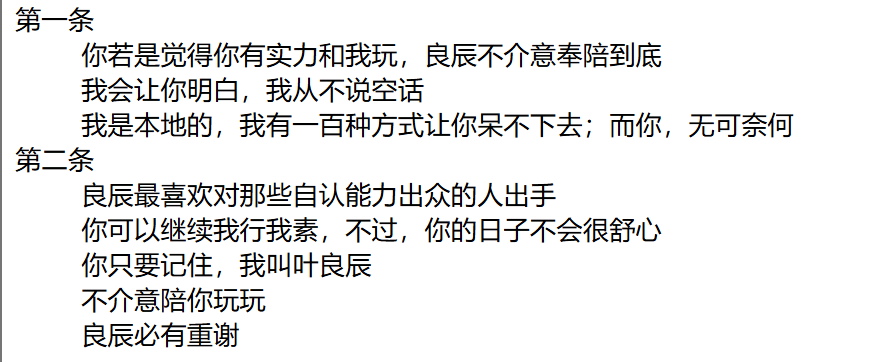 第一条
你若是觉得你有实力和我玩，良辰不介意奉陪到底
我会让你明白，我从不说空话
我是本地的，我有一百种方式让你呆不下去；而你，无可奈何
第二条
良辰最喜欢对那些自认能力出众的人出手
你可以继续我行我素，不过，你的日子不会很舒心
你只要记住，我叫叶良辰
不介意陪你玩玩
良辰必有重谢